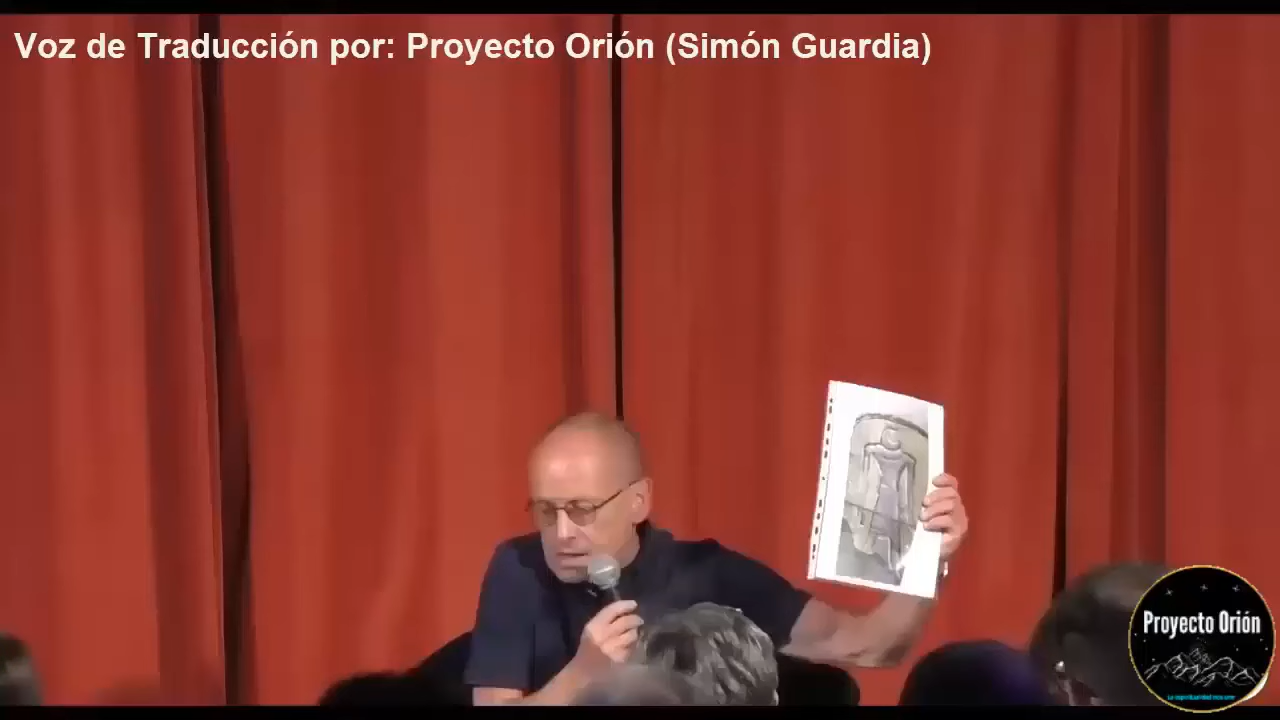 Voz de Traducción por: Proyecto Orión (Simón Guardia)
Proyecto Orión